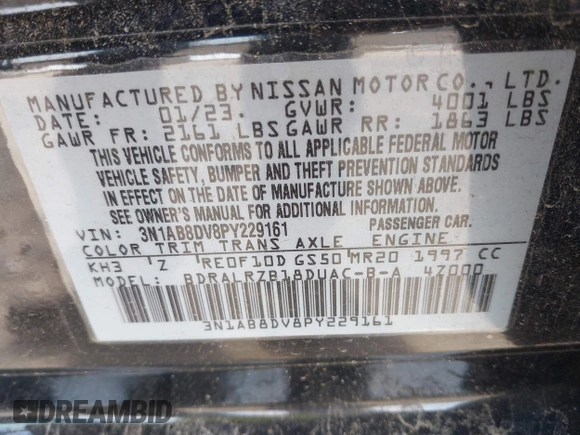 MANUFACTURED BY NISSAN MOTOR CO., LTD.
DATE: 01/23. GVWR: 4001 LBS
GAWR FR: 2161 LBS GAWR RR: 1863 LBS
THIS VEHICLE CONFORMS TO ALL APPLICABLE FEDERAL MOTOR
VEHICLE SAFETY, BUMPER AND THEFT PREVENTION STANDARDS
IN EFFECT ON THE DATE OF MANUFACTURE SHOWN ABOVE.
SEE OWNER'S MANUAL FOR ADDITIONAL INFORMATION.
VIN: 3N1AB8DV8PY229161 PASSENGER CAR.
COLOR TRIM TRANS AXLE ENGINE
KH3 'Z RE0F10D GS50 MR20 1997 CC
MODEL: BDRALRZB18DUAC-B-A 4Z000
3N1AB8DV8PY229161
DREAMBID